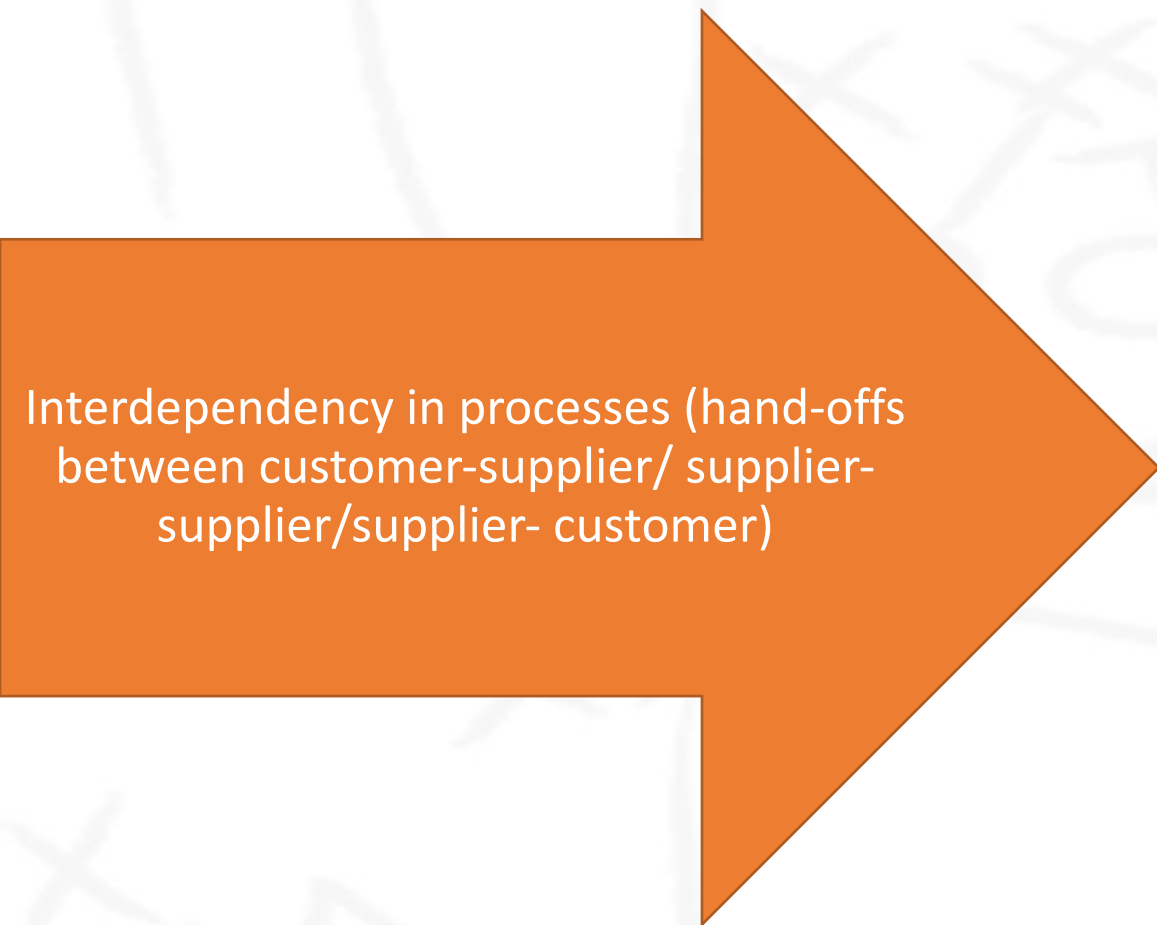 Interdependency in processes (hand-offs
between customer-supplier/ supplier-
supplier/supplier- customer)